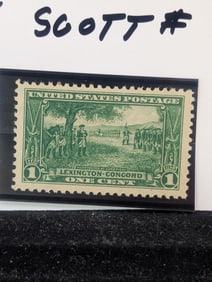 SCOTT #
UNITED STATES POSTAGE
1 1
LEXINGTON-CONCORD
ONE CENT